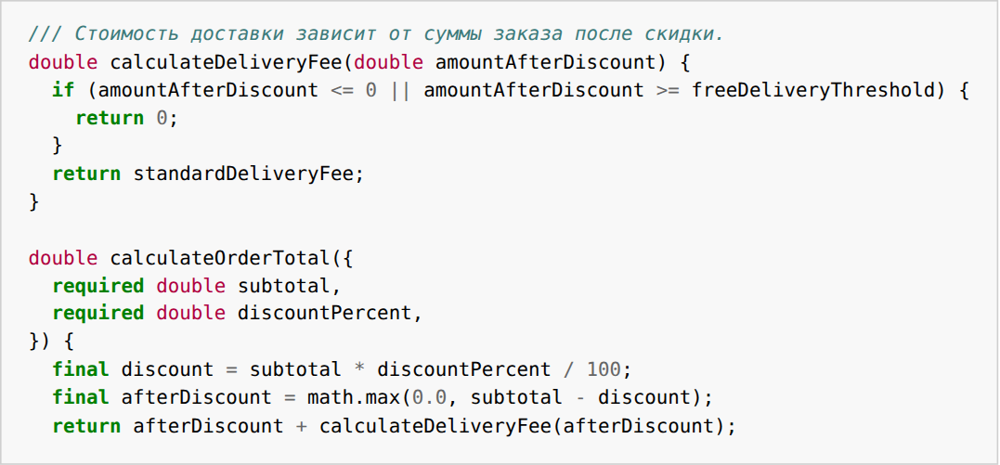 /// Стоимость доставки зависит от суммы заказа после скидки.
double calculateDeliveryFee(double amountAfterDiscount) {
  if (amountAfterDiscount <= 0 || amountAfterDiscount >= freeDeliveryThreshold) {
    return 0;
  }
  return standardDeliveryFee;
}

double calculateOrderTotal({
  required double subtotal,
  required double discountPercent,
}) {
  final discount = subtotal * discountPercent / 100;
  final afterDiscount = math.max(0.0, subtotal - discount);
  return afterDiscount + calculateDeliveryFee(afterDiscount);